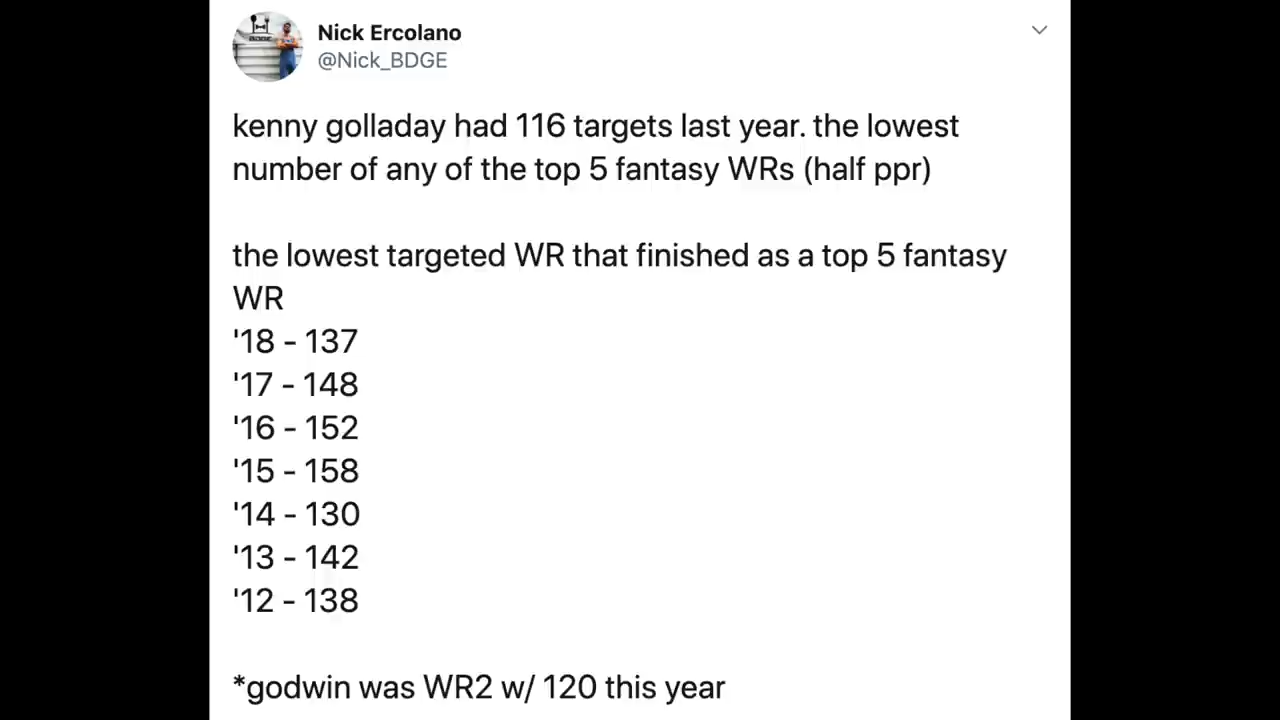 Nick Ercolano
@Nick_BDGE
kenny golladay had 116 targets last year. the lowest
number of any of the top 5 fantasy WRs (half ppr)
the lowest targeted WR that finished as a top 5 fantasy
WR
'18 - 137
'17 - 148
'16 - 152
'15 - 158
'14 - 130
'13 - 142
'12 - 138
*godwin was WR2 w/ 120 this year